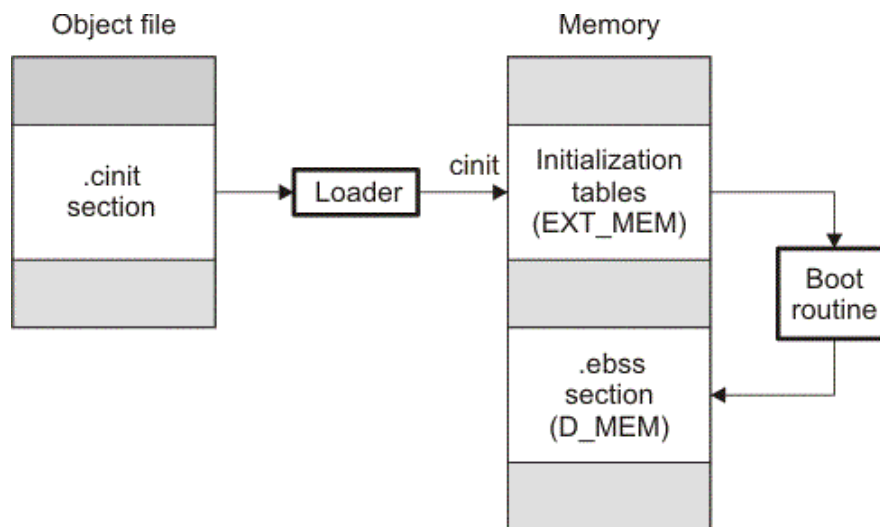 Object file
Memory
.cinit
section
Loader
cinit
Initialization
tables
(EXT_MEM)
Boot
routine
.ebss
section
(D_MEM)